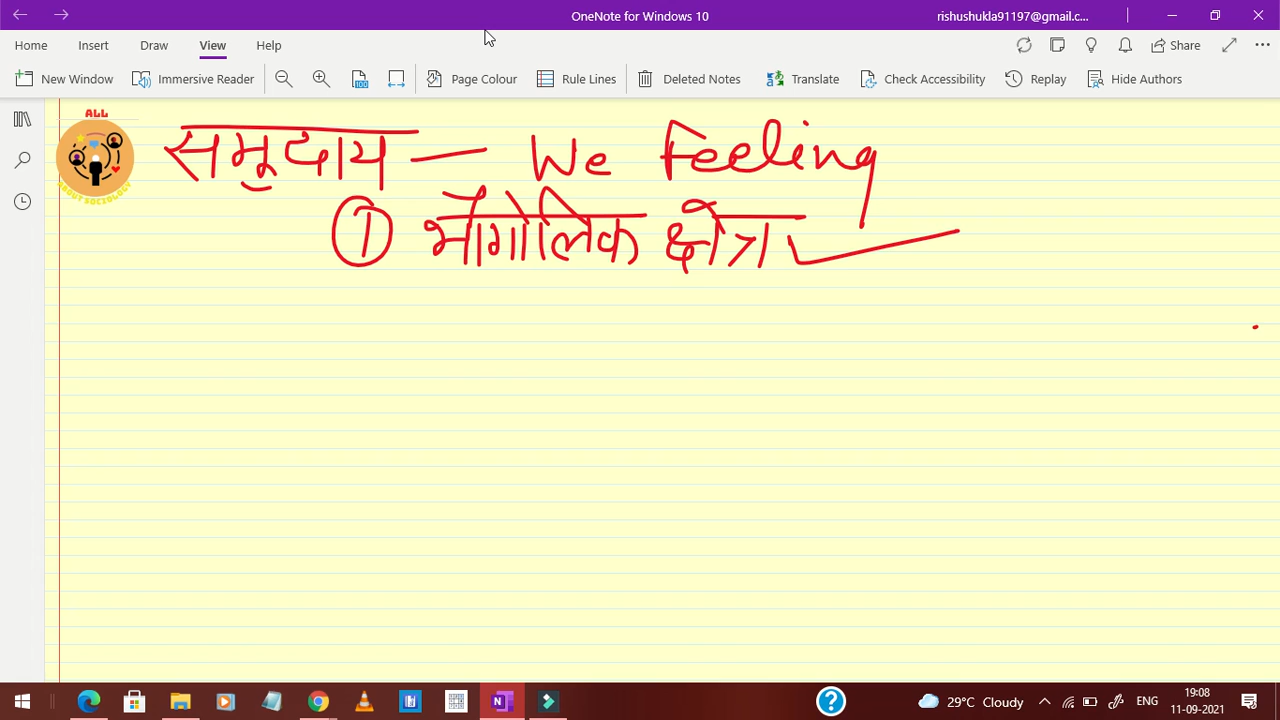 OneNote for Windows 10 rishushukla91197@gmail.c...
Home Insert Draw View Help Share
New Window Immersive Reader Page Colour Rule Lines Deleted Notes Translate Check Accessibility Replay Hide Authors
ALL
ABOUT SOCIOLOGY
समुदाय — We Feeling
① भौगोलिक क्षेत्र
29°C Cloudy ENG 19:08
11-09-2021